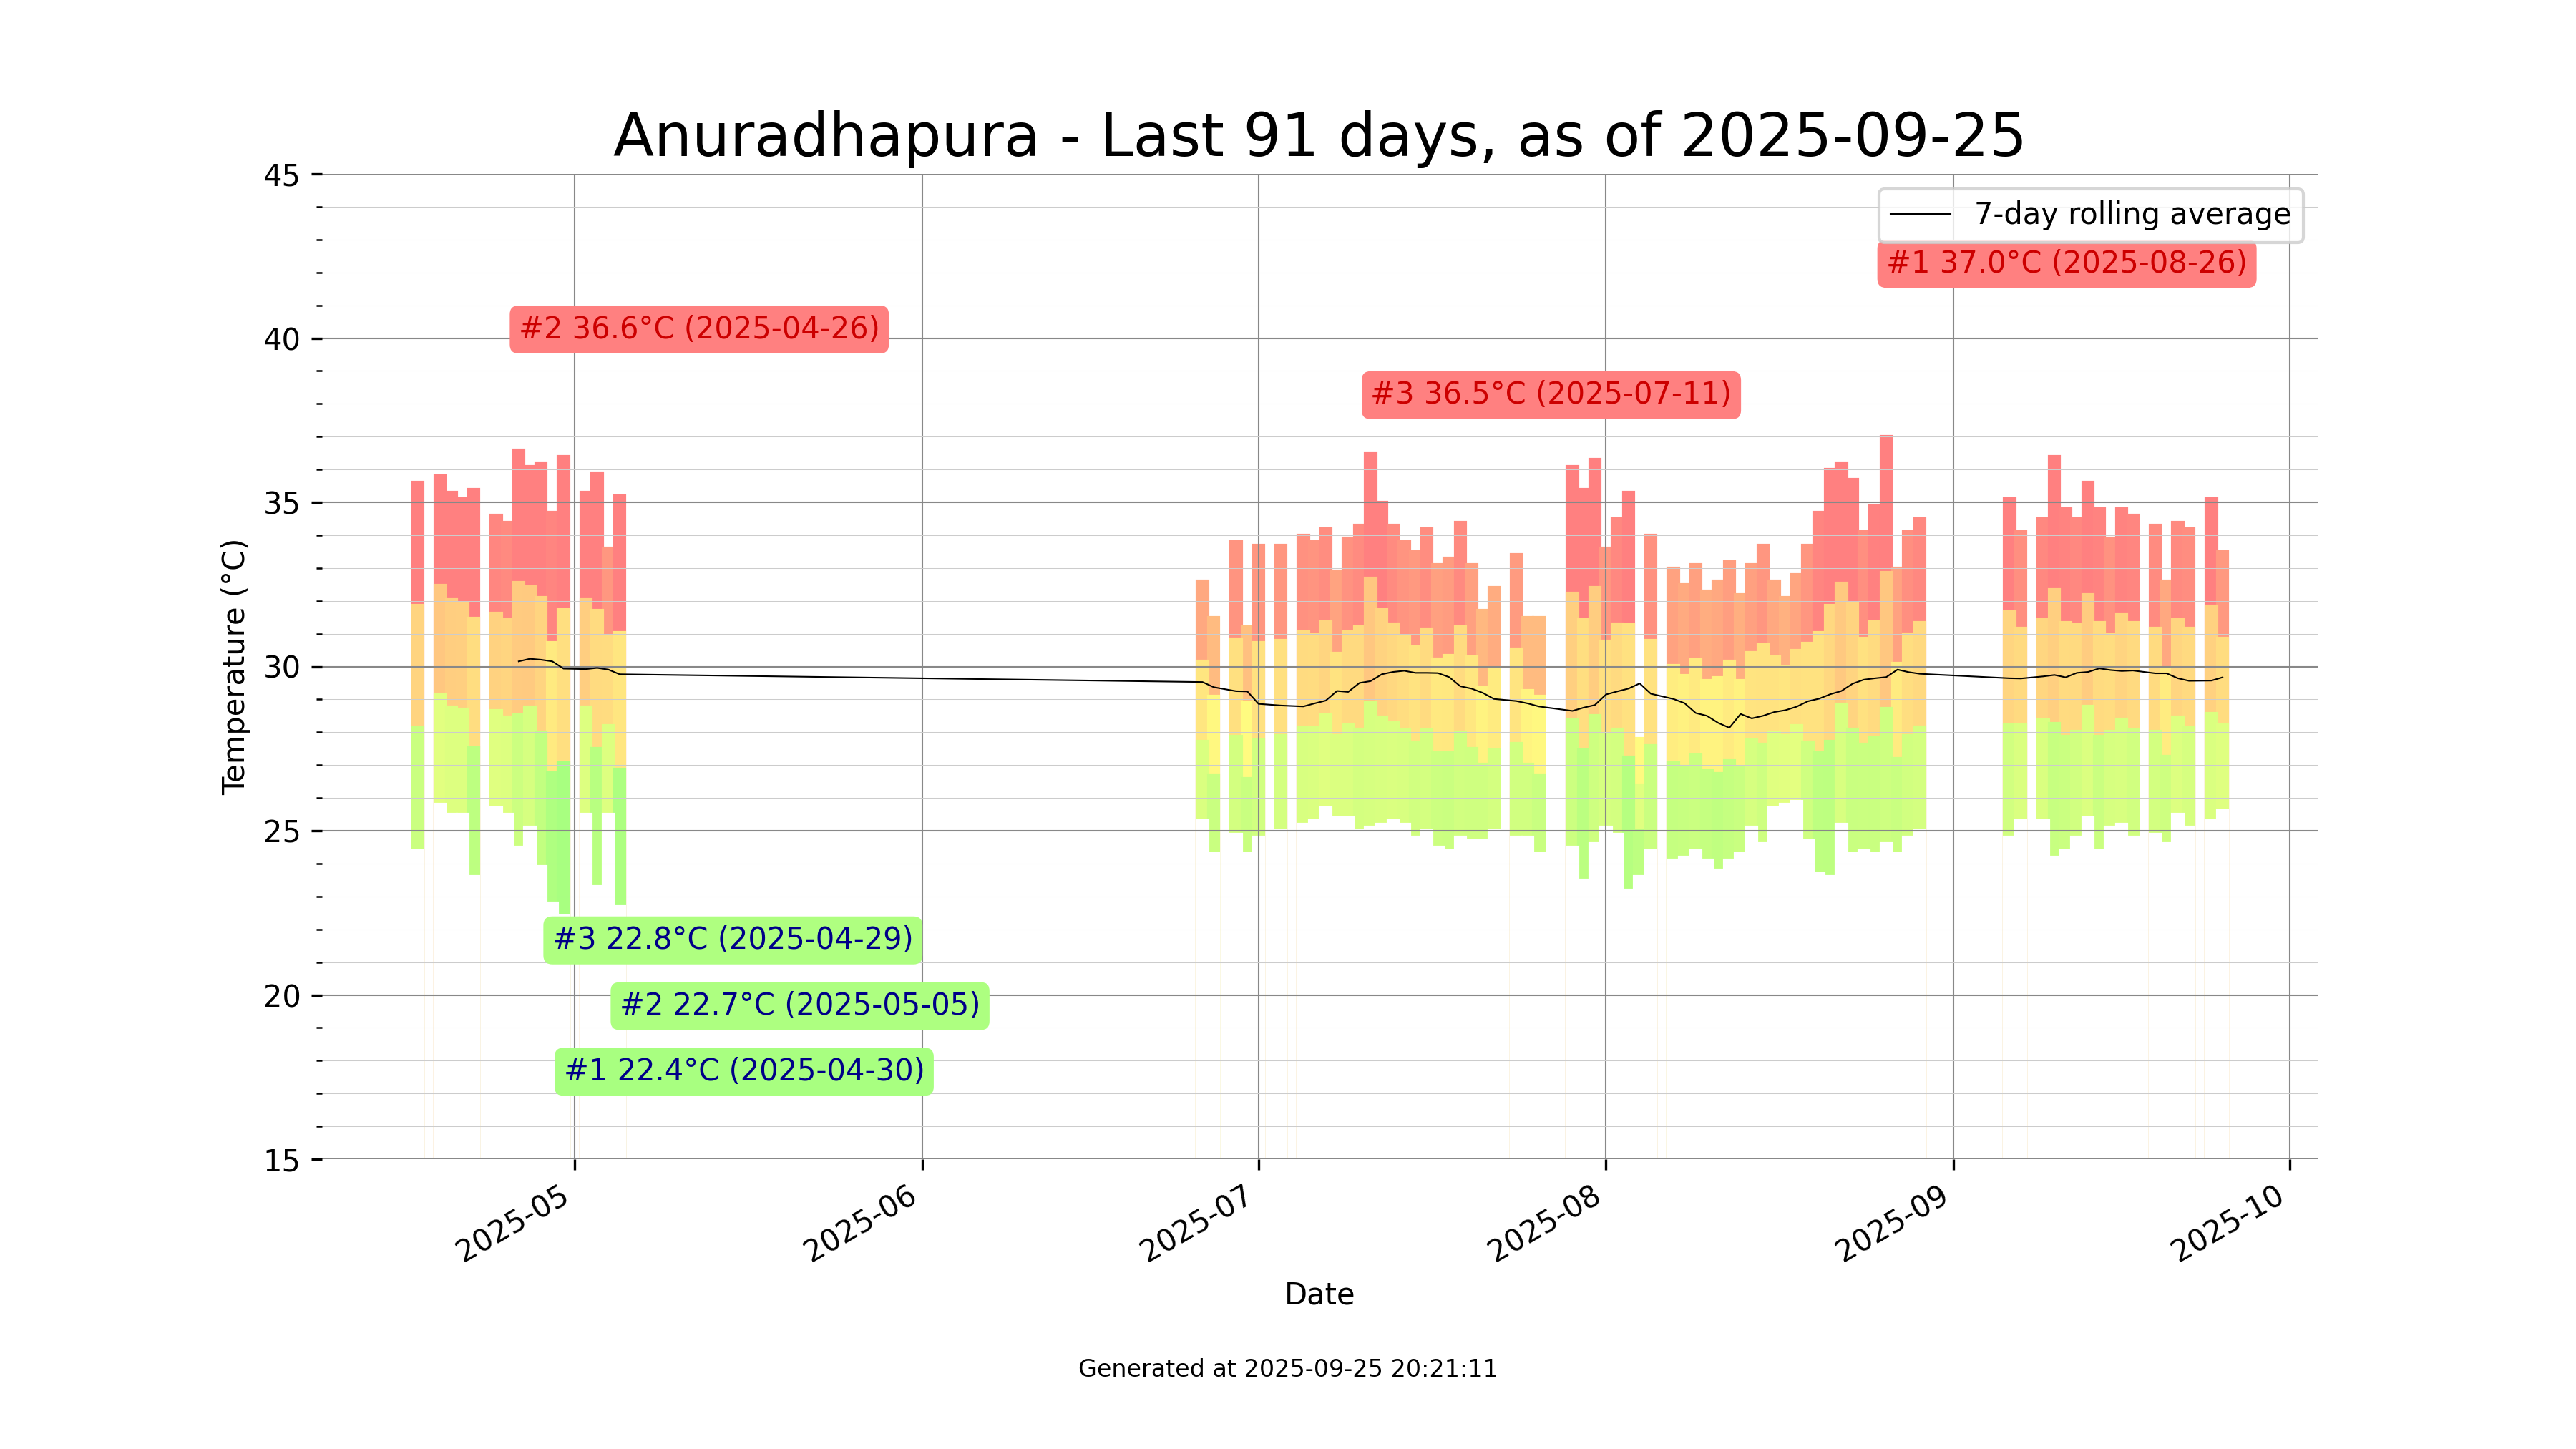 Anuradhapura - Last 91 days, as of 2025-09-25
45
7-day rolling average
#1 37.0°C (2025-08-26)
#2 36.6°C (2025-04-26)
40
#3 36.5°C (2025-07-11)
35
Temperature (°C)
30
25
#3 22.8°C (2025-04-29)
20
#2 22.7°C (2025-05-05)
#1 22.4°C (2025-04-30)
15
2025-05
2025-06
2025-07
2025-08
2025-09
2025-10
Date
Generated at 2025-09-25 20:21:11